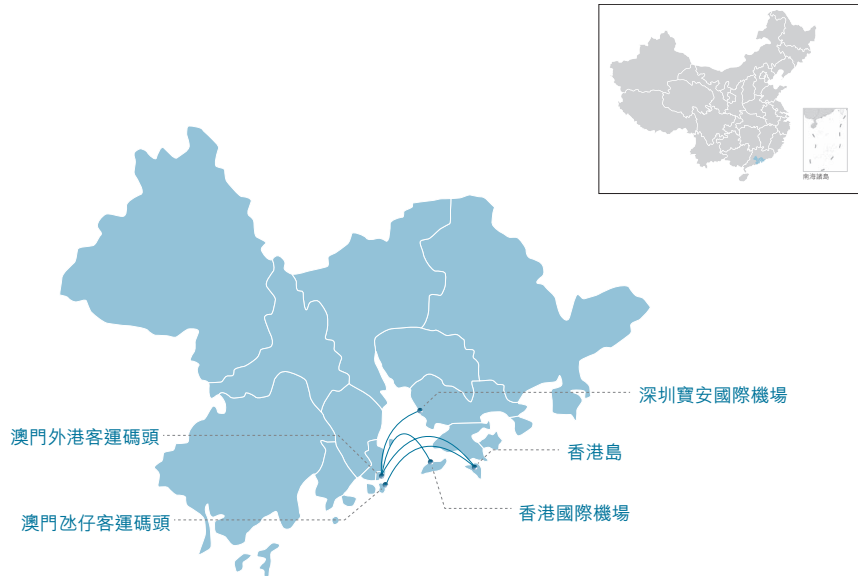 南海諸島
深圳寶安國際機場
澳門外港客運碼頭
香港島
香港國際機場
澳門氹仔客運碼頭